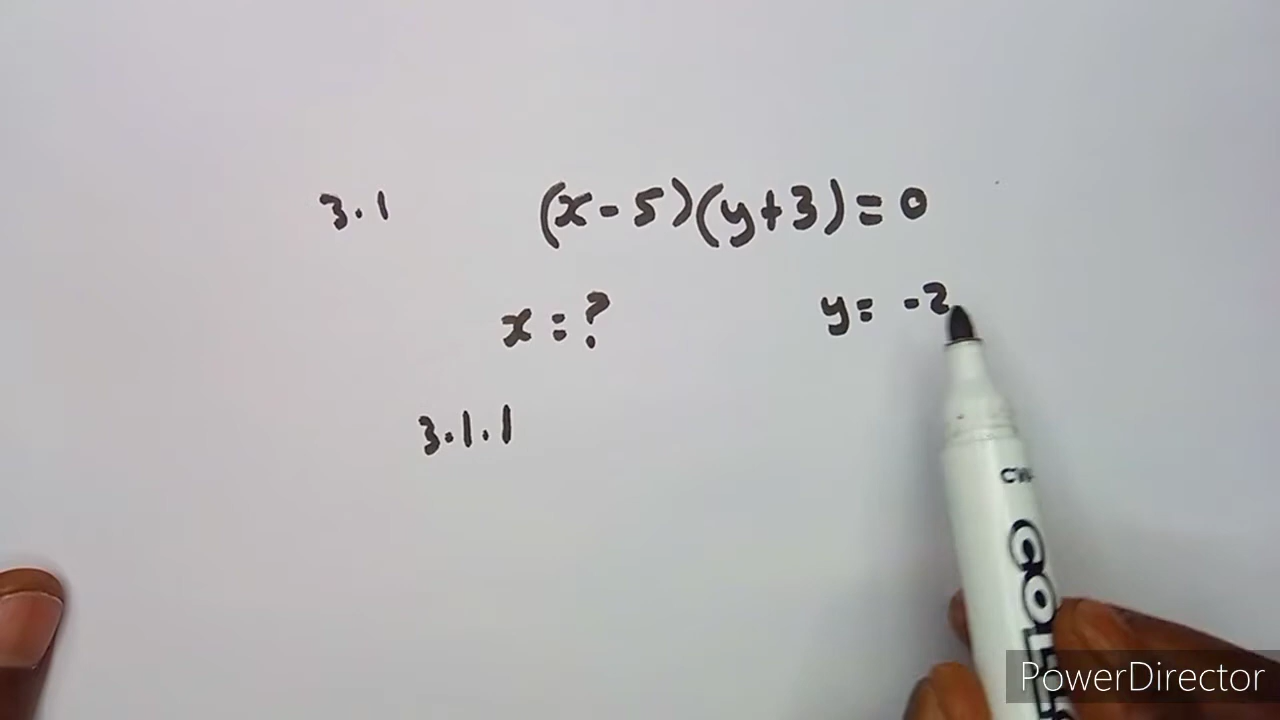 3.1 (x-5)(y+3)=0
x=? y= -2
3.1.1
PowerDirector